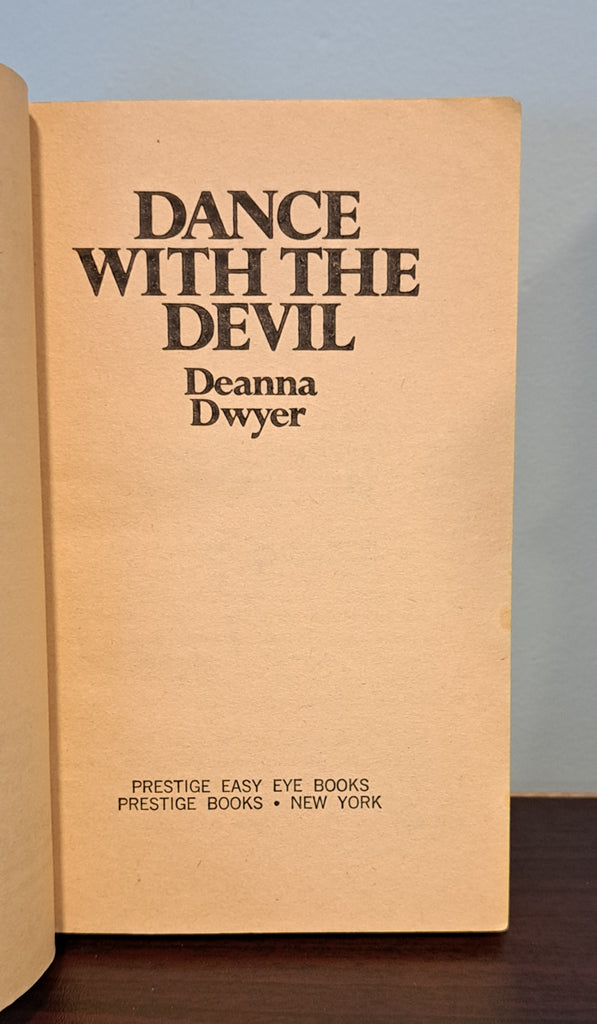 DANCE
WITH THE
DEVIL
Deanna
Dwyer
PRESTIGE EASY EYE BOOKS
PRESTIGE BOOKS • NEW YORK